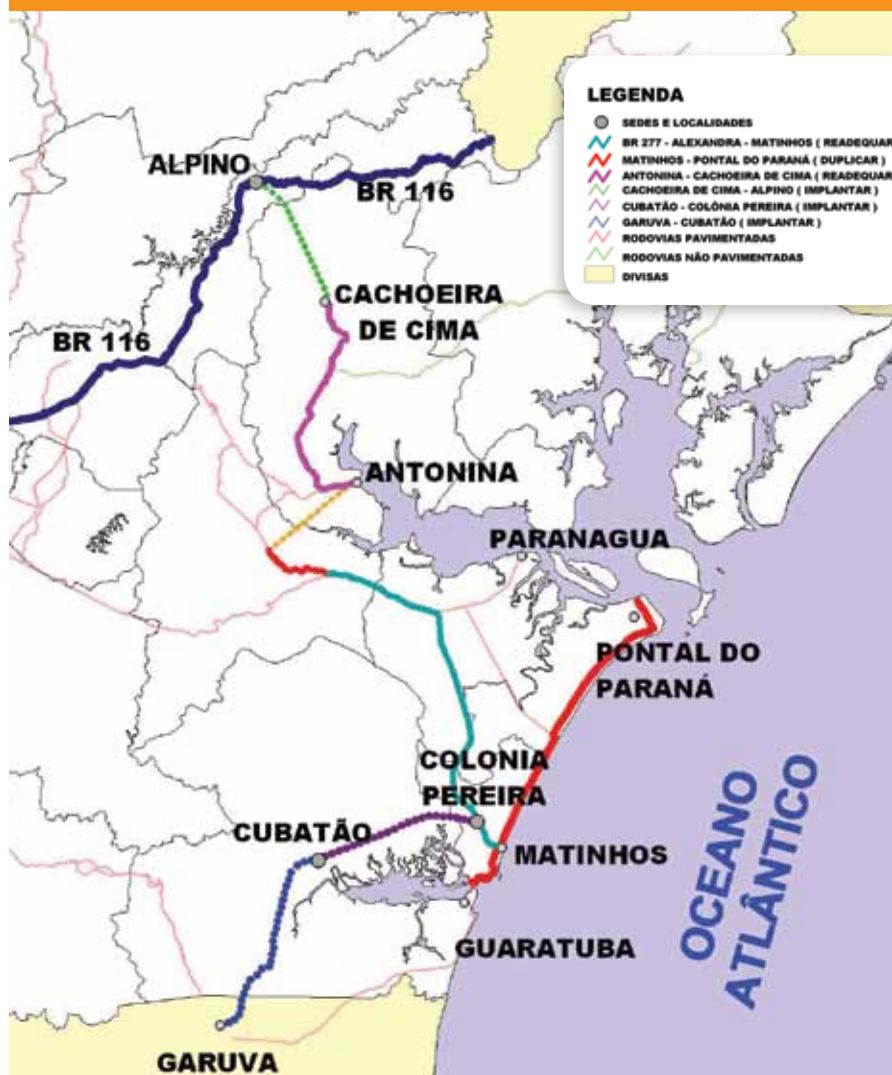 LEGENDA
SEDES E LOCALIDADES
BR 277 - ALEXANDRA - MATINHOS ( READEQUAR
MATINHOS - PONTAL DO PARANÁ ( DUPLICAR )
ANTONINA - CACHOEIRA DE CIMA ( READEQUAR
CACHOEIRA DE CIMA - ALPINO ( IMPLANTAR )
CUBATÃO - COLÔNIA PEREIRA ( IMPLANTAR )
GARUVA - CUBATÃO ( IMPLANTAR )
RODOVIAS PAVIMENTADAS
RODOVIAS NÃO PAVIMENTADAS
DIVISAS
ALPINO
BR 116
CACHOEIRA
DE CIMA
BR 116
ANTONINA
PARANAGUA
PONTAL DO
PARANÁ
COLONIA
PEREIRA
CUBATÃO
MATINHOS
OCEANO
ATLÂNTICO
GUARATUBA
GARUVA